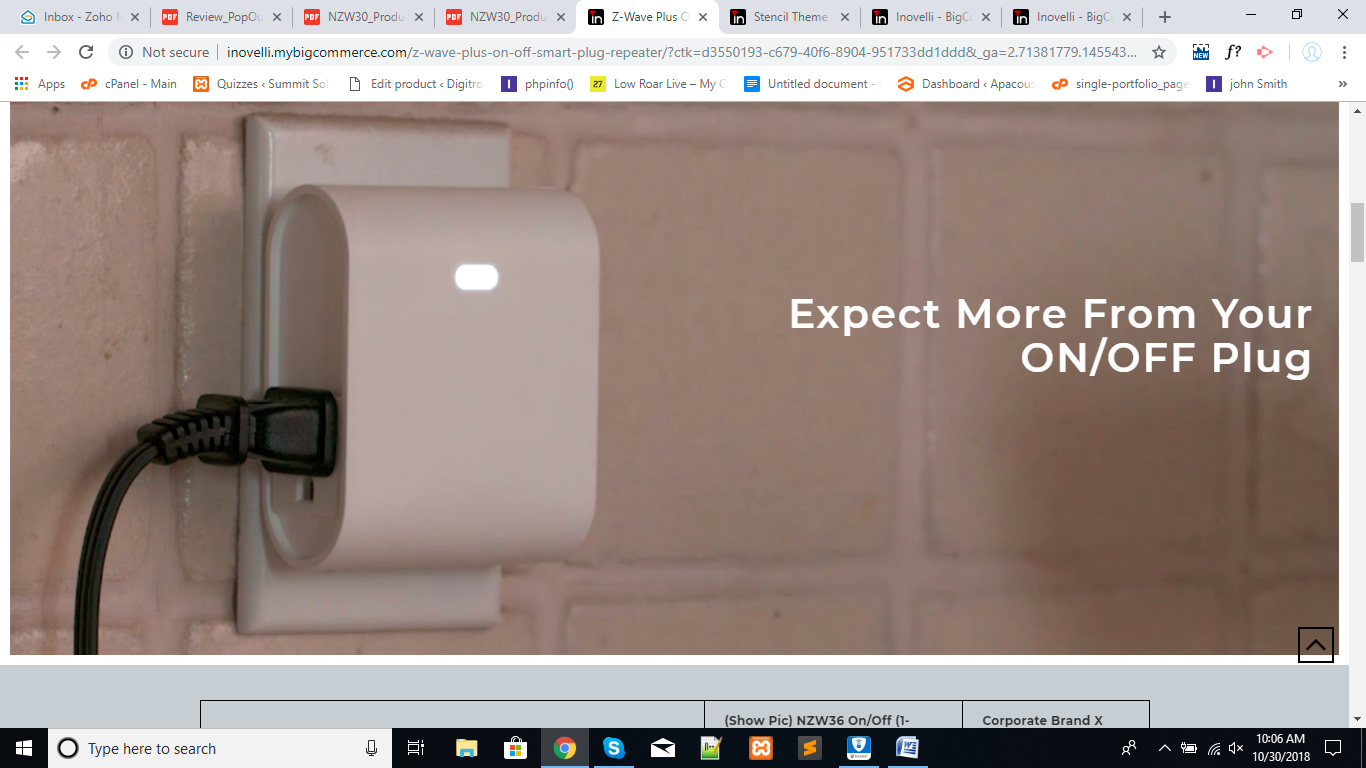 Inbox - Zoho M
Review_PopOu
NZW30_Produ
NZW30_Produ
Z-Wave Plus O
Stencil Theme
Inovelli - BigCo
Inovelli - BigCo
Not secure | inovelli.mybigcommerce.com/z-wave-plus-on-off-smart-plug-repeater/?ctk=d3550193-c679-40f6-8904-951733dd1ddd&_ga=2.71381779.145543...
NEW
f?
Apps
cPanel - Main
Quizzes ‹ Summit Sol
Edit product ‹ Digitro
phpinfo()
27
Low Roar Live – My C
Untitled document -
Dashboard ‹ Apacous
single-portfolio_page
john Smith
»
Expect More From Your
ON/OFF Plug
(Show Pic) NZW36 On/Off (1-
Corporate Brand X
Type here to search
10:06 AM
10/30/2018